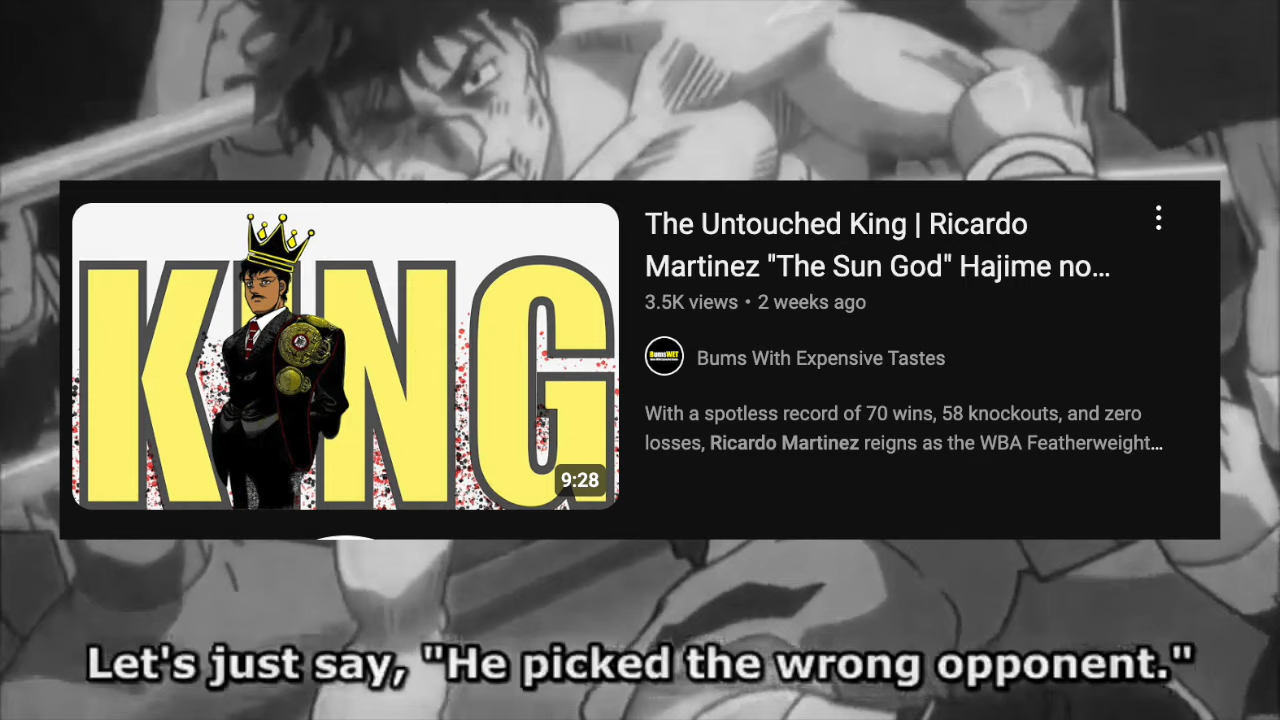 KING
9:28
The Untouched King | Ricardo
Martinez "The Sun God" Hajime no...
3.5K views • 2 weeks ago
BumsWET
Bums With Expensive Tastes
With a spotless record of 70 wins, 58 knockouts, and zero
losses, Ricardo Martinez reigns as the WBA Featherweight...
Let's just say, "He picked the wrong opponent."